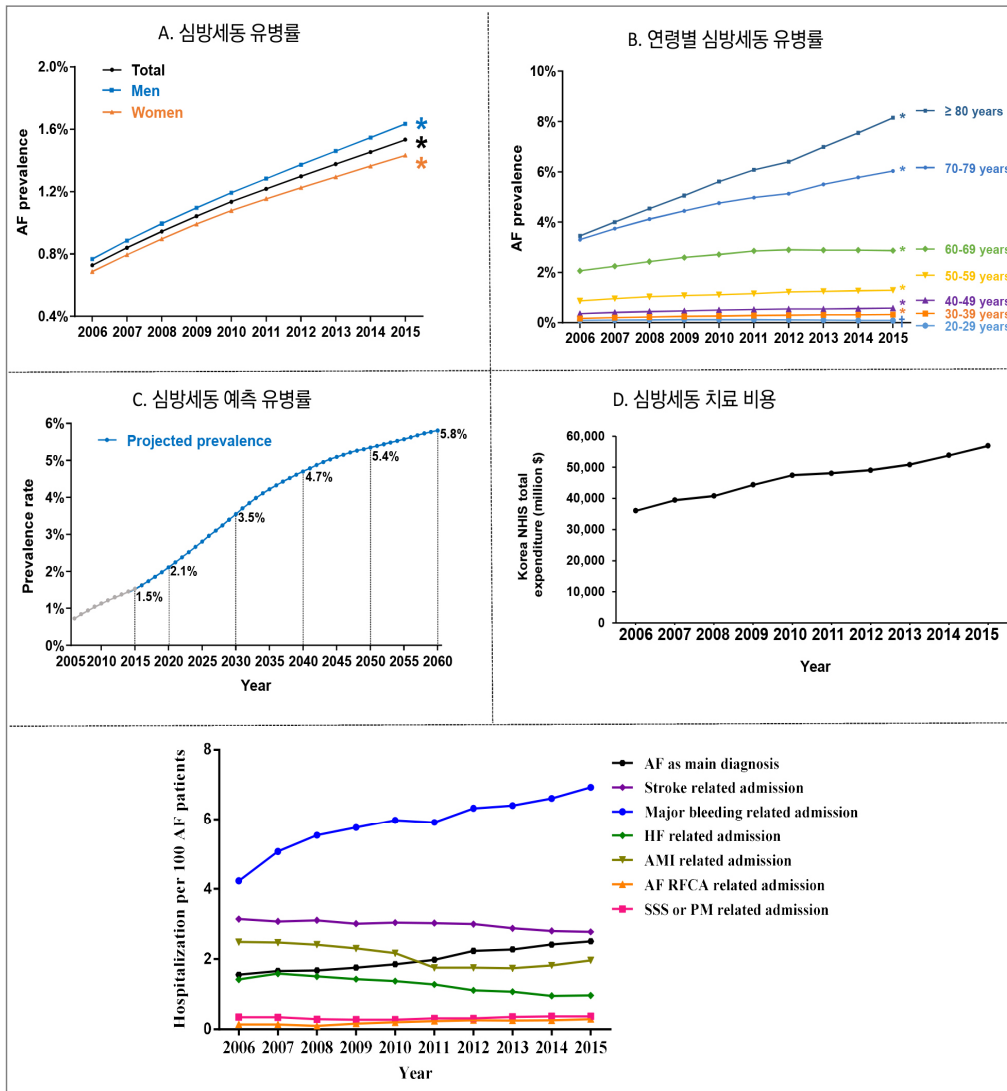 A. 심방세동 유병률
2.0%
1.6%
1.2%
0.8%
0.4%
AF prevalence
Total
Men
Women
*
*
*
2006 2007 2008 2009 2010 2011 2012 2013 2014 2015
B. 연령별 심방세동 유병률
10%
8%
6%
4%
2%
0%
AF prevalence
* ≥ 80 years
* 70-79 years
* 60-69 years
* 50-59 years
* 40-49 years
* 30-39 years
+ 20-29 years
2006 2007 2008 2009 2010 2011 2012 2013 2014 2015
C. 심방세동 예측 유병률
6%
5%
4%
3%
2%
1%
0%
Prevalence rate
Projected prevalence
1.5%
2.1%
3.5%
4.7%
5.4%
5.8%
2005 2010 2015 2020 2025 2030 2035 2040 2045 2050 2055 2060
Year
D. 심방세동 치료 비용
60,000
50,000
40,000
30,000
20,000
10,000
0
Korea NHIS total
expenditure (million $)
2006 2007 2008 2009 2010 2011 2012 2013 2014 2015
Year
8
6
4
2
0
Hospitalization per 100 AF patients
AF as main diagnosis
Stroke related admission
Major bleeding related admission
HF related admission
AMI related admission
AF RFCA related admission
SSS or PM related admission
2006 2007 2008 2009 2010 2011 2012 2013 2014 2015
Year